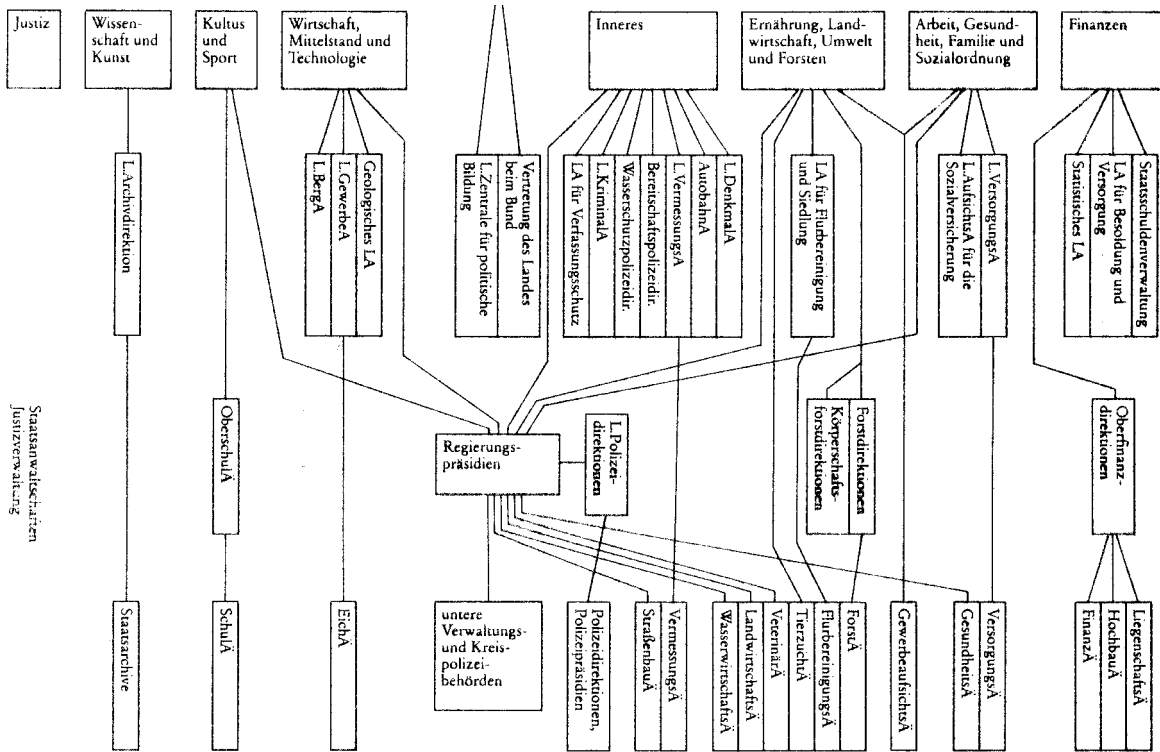 Justiz
Wissen-
schaft und
Kunst
Kultus
und
Sport
Wirtschaft,
Mittelstand und
Technologie
Inneres
Ernährung, Land-
wirtschaft, Umwelt
und Forsten
Arbeit, Gesund-
heit, Familie und
Sozialordnung
Finanzen
L.Archivdirektion
Geologisches LA
L.GewerbeA
L.BergA
Vertretung des Landes
beim Bund
L.Zentrale für politische
Bildung
L.DenkmalA
AutobahnA
L.VermessungsA
Bereitschaftspolizeidir.
Wasserschutzpolizeidir.
L.KriminalA
LA für Verfassungsschutz
LA für Flurbereinigung
und Siedlung
L.VersorgungsA
L.AufsichtsA für die
Sozialversicherung
Staatsschuldenverwaltung
LA für Besoldung und
Versorgung
Statistisches LA
Staatsanwaltschaften
Justizverwaltung
OberschulÄ
Regierungs-
präsidien
L.Polizei-
direktionen
Forstdirektionen
Körperschafts-
forstdirektionen
Oberfinanz-
direktionen
Staatsarchive
SchulÄ
EichÄ
untere
Verwaltungs-
und Kreis-
polizei-
behörden
Polizeidirektionen,
Polizeipräsidien
VermessungsÄ
StraßenbauÄ
VeterinärÄ
LandwirtschaftsÄ
WasserwirtschaftsÄ
ForstÄ
FlurbereinigungsÄ
TierzuchtÄ
GewerbeaufsichtsÄ
VersorgungsÄ
GesundheitsÄ
LiegenschaftsÄ
HochbauÄ
FinanzÄ